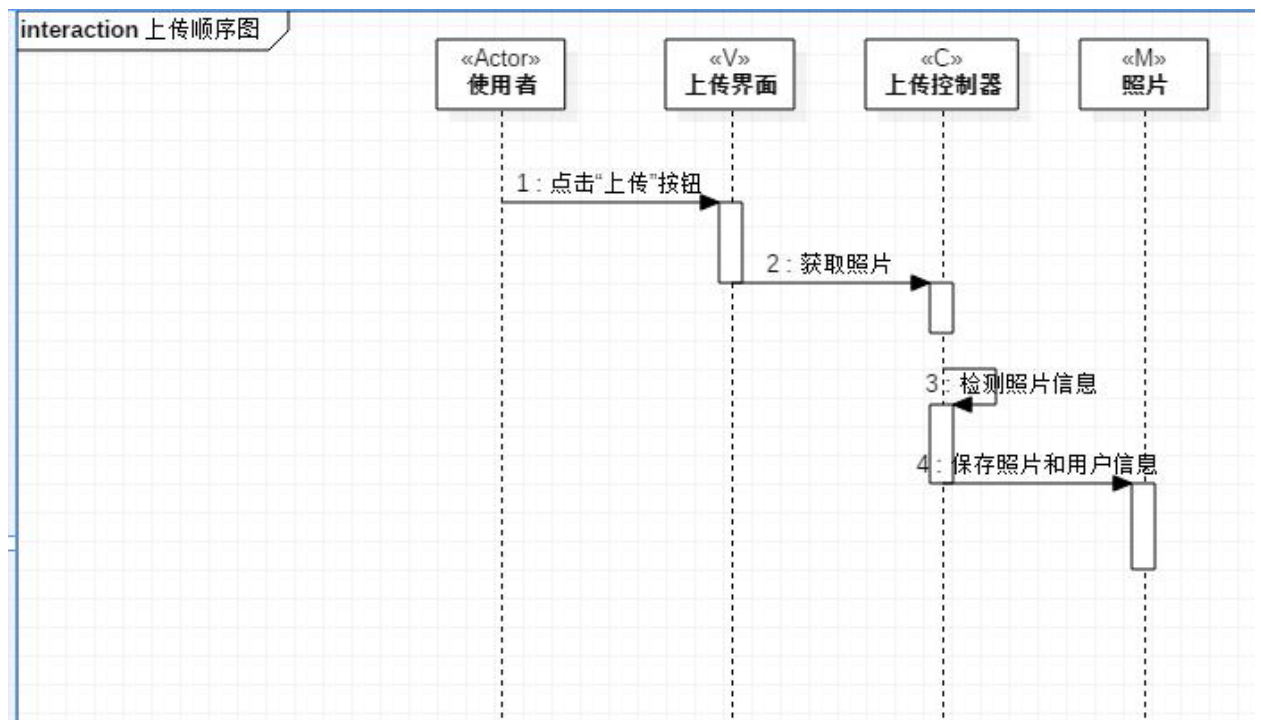 interaction 上传顺序图
«Actor»
使用者
«V»
上传界面
«C»
上传控制器
«M»
照片
1 : 点击“上传”按钮
2 : 获取照片
3 : 检测照片信息
4 : 保存照片和用户信息